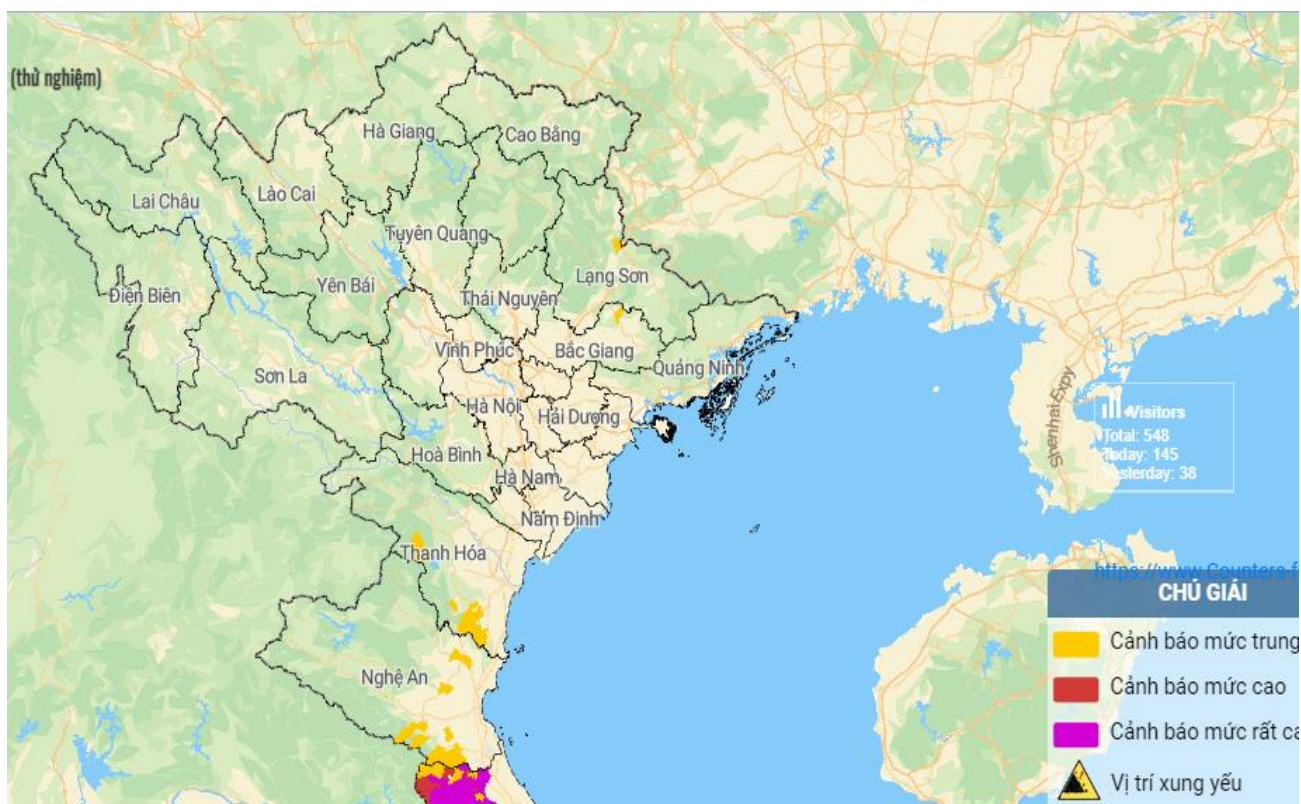 (thử nghiệm)
Hà Giang
Cao Bằng
Lai Châu
Lào Cai
Tuyên Quang
Lạng Sơn
Điện Biên
Yên Bái
Thái Nguyên
Vĩnh Phúc
Bắc Giang
Quảng Ninh
Sơn La
Hà Nội
Hải Dương
Hoà Bình
Hà Nam
Nam Định
Thanh Hóa
Nghệ An
Shenhai Expy
Visitors
Total: 548
Today: 145
Yesterday: 38
https://www.Counters-f
CHÚ GIẢI
Cảnh báo mức trung
Cảnh báo mức cao
Cảnh báo mức rất ca
Vị trí xung yếu